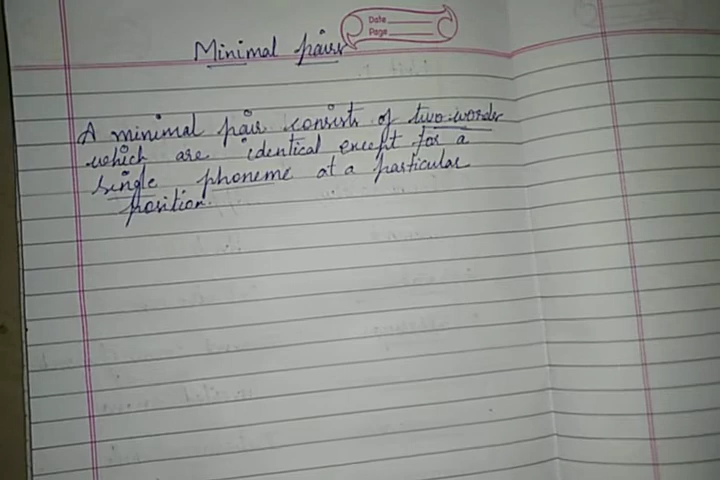 Date
Page
Minimal pairs
A minimal pair consists of two words
which are identical except for a
single phoneme at a particular
position.